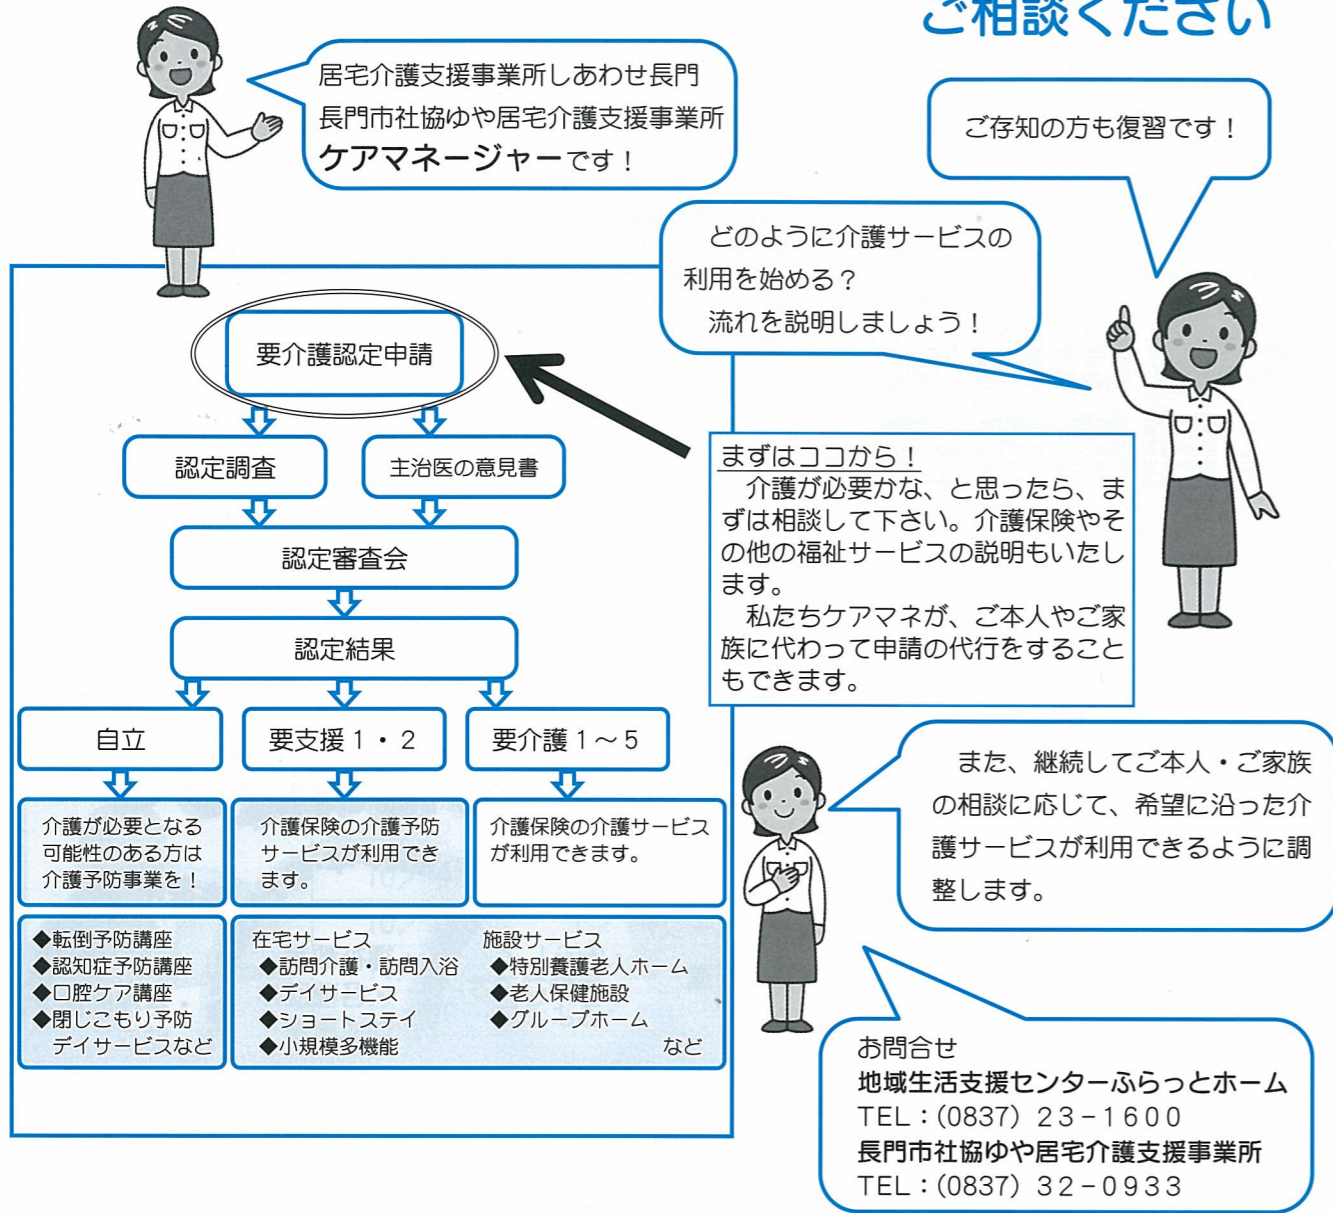 ご相談ください
居宅介護支援事業所しあわせ長門
長門市社協ゆや居宅介護支援事業所
ケアマネージャーです！
ご存知の方も復習です！
どのように介護サービスの
利用を始める？
流れを説明しましょう！
要介護認定申請
認定調査
主治医の意見書
認定審査会
認定結果
自立
要支援１・２
要介護１～５
介護が必要となる
可能性のある方は
介護予防事業を！
介護保険の介護予防
サービスが利用でき
ます。
介護保険の介護サービス
が利用できます。
◆転倒予防講座
◆認知症予防講座
◆口腔ケア講座
◆閉じこもり予防
デイサービスなど
在宅サービス
◆訪問介護・訪問入浴
◆デイサービス
◆ショートステイ
◆小規模多機能
施設サービス
◆特別養護老人ホーム
◆老人保健施設
◆グループホーム
など
まずはココから！
介護が必要かな、と思ったら、ま
ずは相談して下さい。介護保険やそ
の他の福祉サービスの説明もいたし
ます。
私たちケアマネが、ご本人やご家
族に代わって申請の代行をすること
もできます。
また、継続してご本人・ご家族
の相談に応じて、希望に沿った介
護サービスが利用できるように調
整します。
お問合せ
地域生活支援センターふらっとホーム
TEL：(0837) 23-1600
長門市社協ゆや居宅介護支援事業所
TEL：(0837) 32-0933